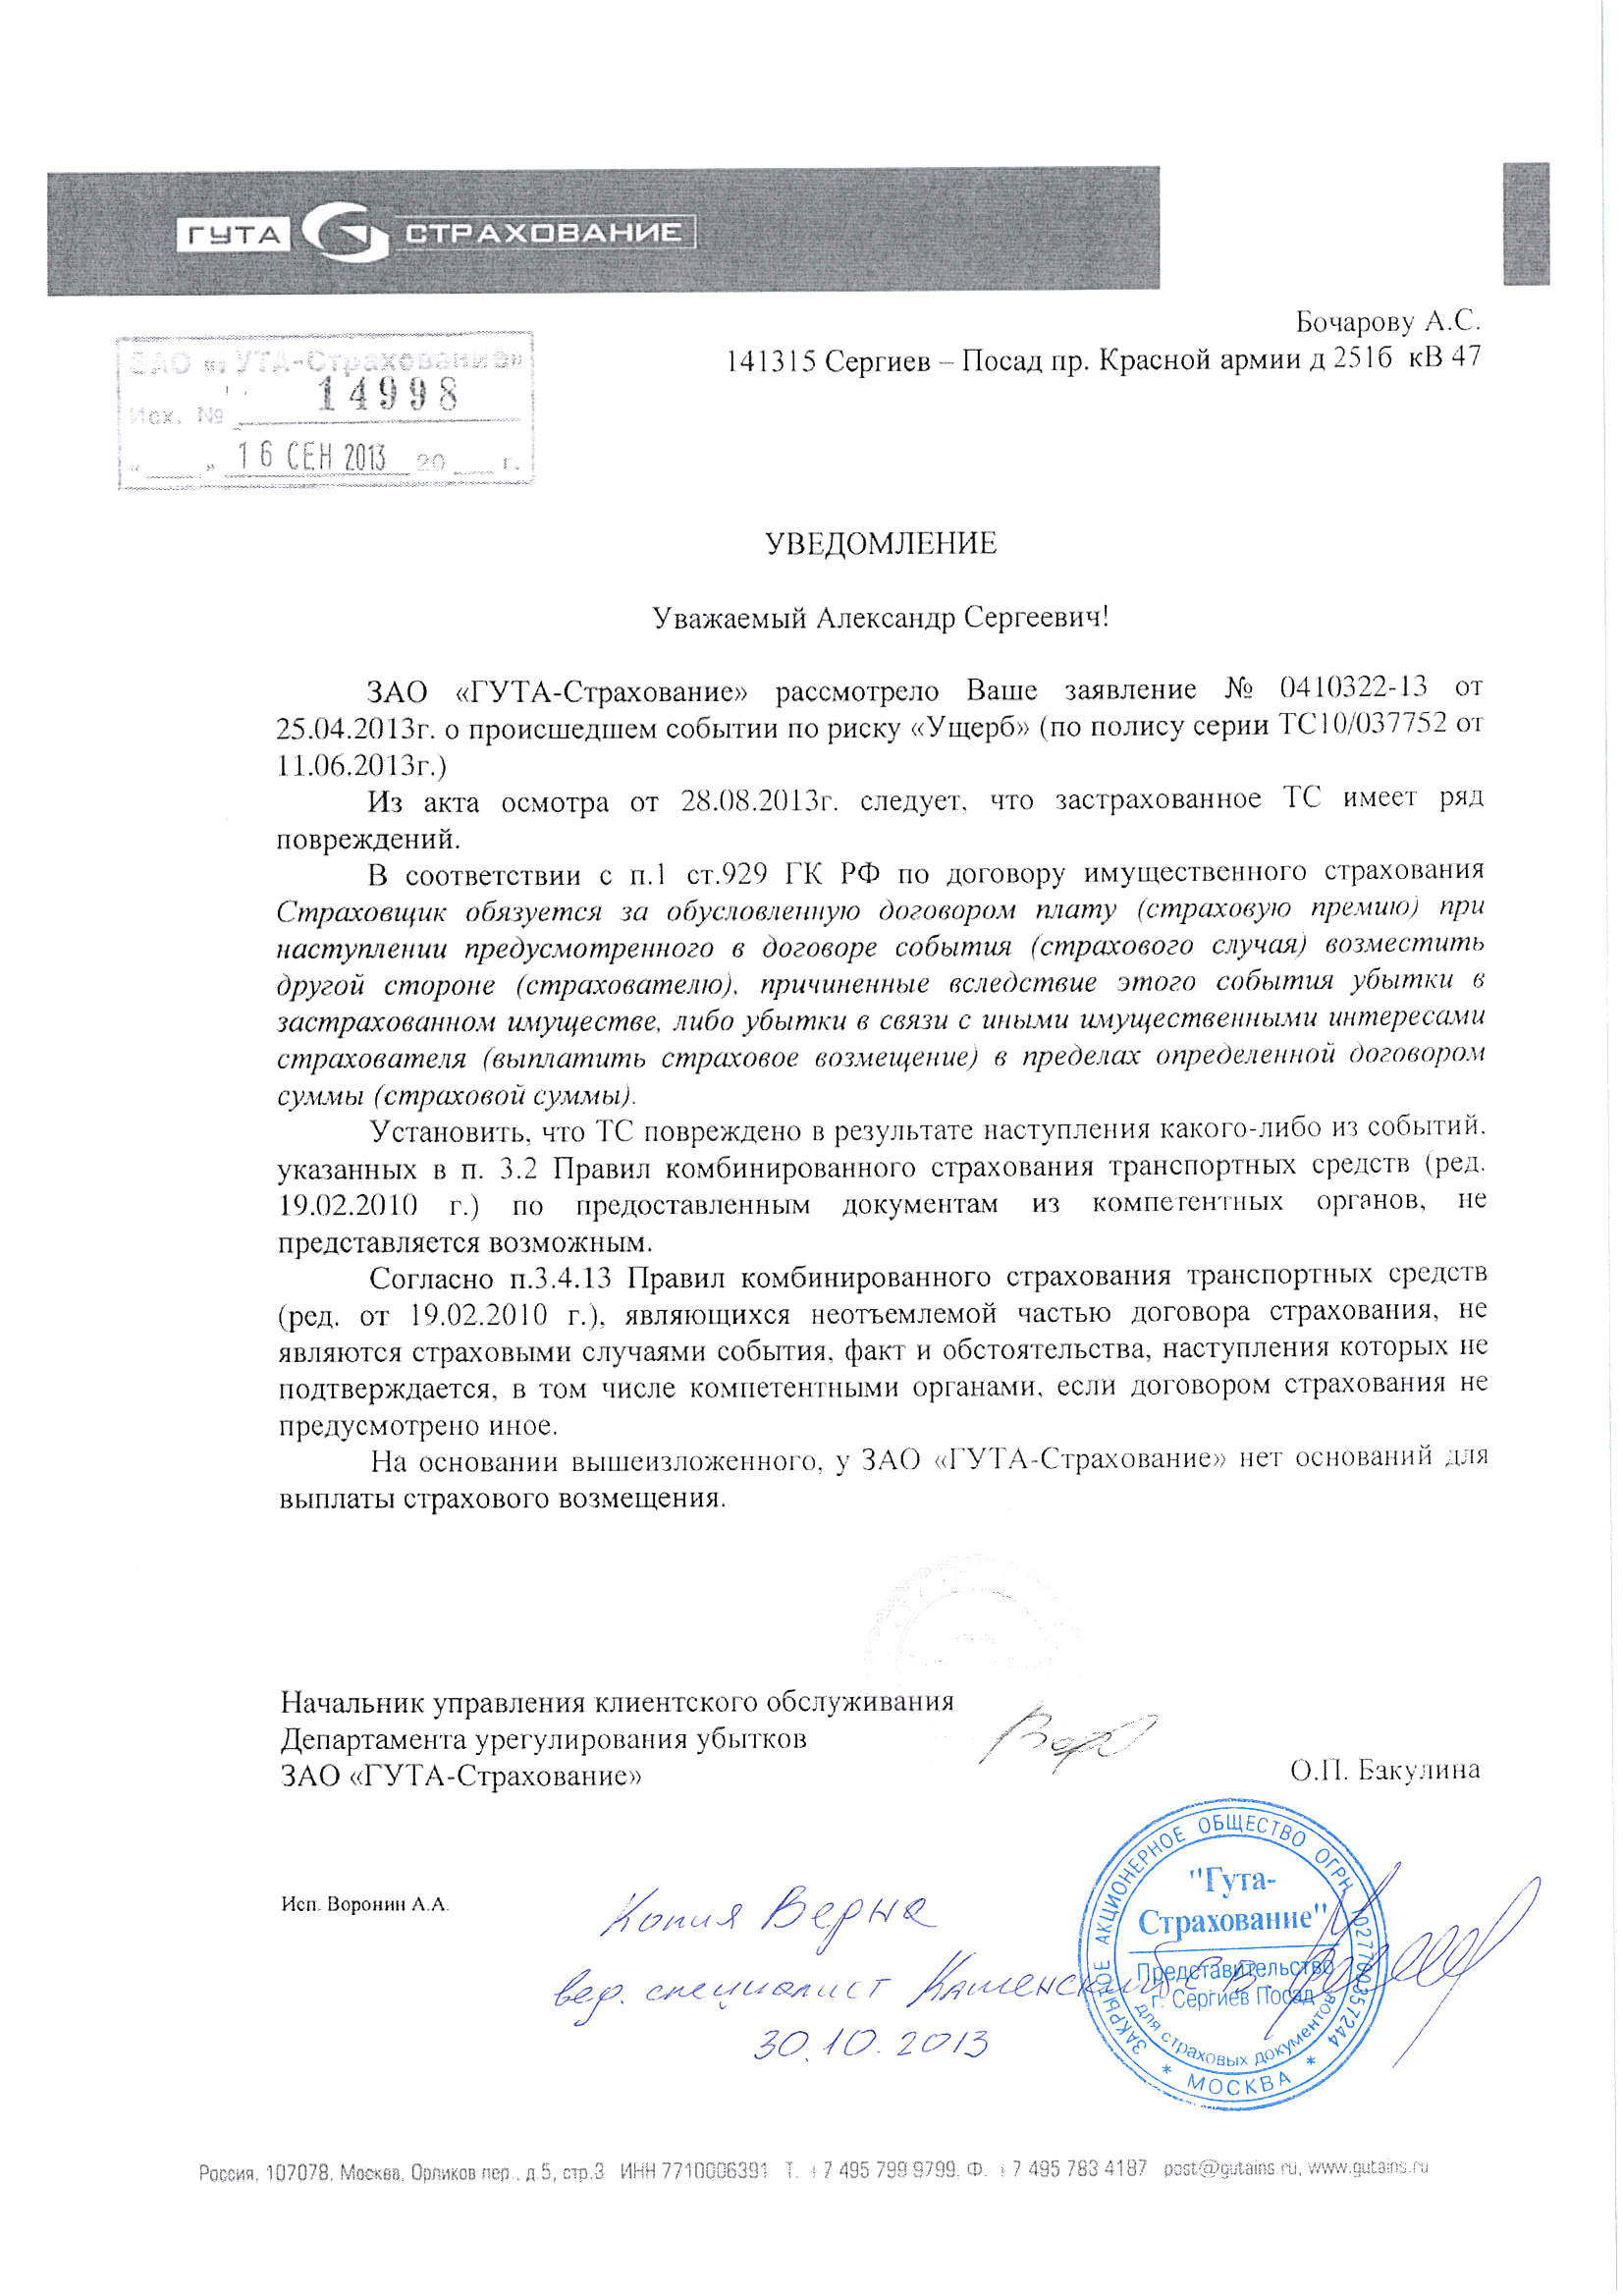 ГУТА СТРАХОВАНИЕ
Бочарову А.С.
141315 Сергиев – Посад пр. Красной армии д 251б кВ 47
ЗАО «ГУТА-Страхование»
Исх. № 14998
«    » 16 СЕН 2013 20    г.
УВЕДОМЛЕНИЕ
Уважаемый Александр Сергеевич!
ЗАО «ГУТА-Страхование» рассмотрело Ваше заявление № 0410322-13 от
25.04.2013г. о происшедшем событии по риску «Ущерб» (по полису серии ТС10/037752 от
11.06.2013г.)
Из акта осмотра от 28.08.2013г. следует, что застрахованное ТС имеет ряд
повреждений.
В соответствии с п.1 ст.929 ГК РФ по договору имущественного страхования
Страховщик обязуется за обусловленную договором плату (страховую премию) при
наступлении предусмотренного в договоре события (страхового случая) возместить
другой стороне (страхователю), причиненные вследствие этого события убытки в
застрахованном имуществе, либо убытки в связи с иными имущественными интересами
страхователя (выплатить страховое возмещение) в пределах определенной договором
суммы (страховой суммы).
Установить, что ТС повреждено в результате наступления какого-либо из событий,
указанных в п. 3.2 Правил комбинированного страхования транспортных средств (ред.
19.02.2010 г.) по предоставленным документам из компетентных органов, не
представляется возможным.
Согласно п.3.4.13 Правил комбинированного страхования транспортных средств
(ред. от 19.02.2010 г.), являющихся неотъемлемой частью договора страхования, не
являются страховыми случаями события, факт и обстоятельства, наступления которых не
подтверждается, в том числе компетентными органами, если договором страхования не
предусмотрено иное.
На основании вышеизложенного, у ЗАО «ГУТА-Страхование» нет оснований для
выплаты страхового возмещения.
Начальник управления клиентского обслуживания
Департамента урегулирования убытков
ЗАО «ГУТА-Страхование»
О.П. Бакулина
Исп. Воронин А.А.
Копия Верна
вед. специалист Каменский С В
30.10.2013
ЗАКРЫТОЕ АКЦИОНЕРНОЕ ОБЩЕСТВО ОГРН 1027700357244
* МОСКВА *
"Гута-
Страхование"
Представительство
г. Сергиев Посад
для страховых документов
Россия, 107078, Москва, Орликов пер., д.5, стр.3 ИНН 7710006391 Т. +7 495 799 9799, Ф. +7 495 783 4187 post@gutains.ru, www.gutains.ru